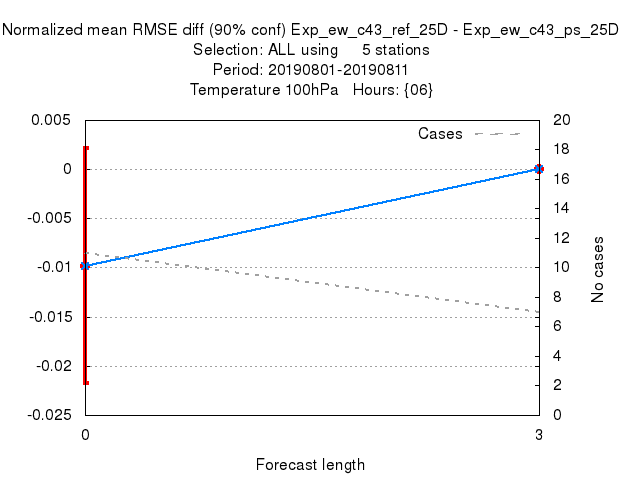 Normalized mean RMSE diff (90% conf) Exp_ew_c43_ref_25D - Exp_ew_c43_ps_25D
Selection: ALL using 5 stations
Period: 20190801-20190811
Temperature 100hPa Hours: {06}
0.005
0
-0.005
-0.01
-0.015
-0.02
-0.025
Cases
20
18
16
14
12
10
8
6
4
2
0
No cases
0
3
Forecast length